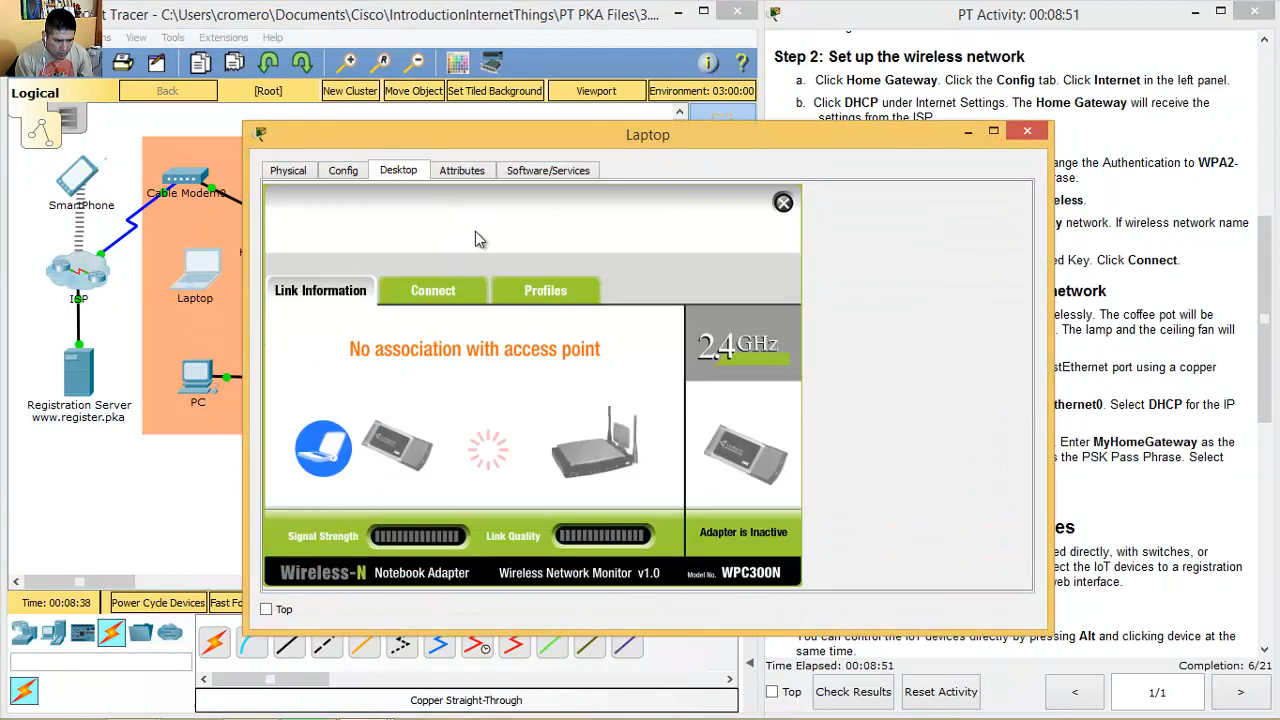 t Tracer - C:\Users\cromero\Documents\Cisco\IntroductionInternetThings\PT PKA Files\3....
PT Activity: 00:08:51
View Tools Extensions Help
Logical
Back
[Root]
New Cluster
Move Object
Set Tiled Background
Viewport
Environment: 03:00:00
Step 2: Set up the wireless network
a. Click Home Gateway. Click the Config tab. Click Internet in the left panel.
b. Click DHCP under Internet Settings. The Home Gateway will receive the
settings from the ISP.
ange the Authentication to WPA2-
rase.
eless.
y network. If wireless network name
ed Key. Click Connect.
etwork
elessly. The coffee pot will be
. The lamp and the ceiling fan will
stEthernet port using a copper
thernet0. Select DHCP for the IP
. Enter MyHomeGateway as the
s the PSK Pass Phrase. Select
es
ed directly, with switches, or
ect the IoT devices to a registration
web interface.
You can control the IoT devices directly by pressing Alt and clicking device at the
same time.
Time Elapsed: 00:08:51
Completion: 6/21
Top
Check Results
Reset Activity
<
1/1
>
SmartPhone
Cable Modem0
ISP
Laptop
PC
Registration Server
www.register.pka
Laptop
Physical
Config
Desktop
Attributes
Software/Services
Link Information
Connect
Profiles
No association with access point
2.4GHz
Signal Strength
Link Quality
Adapter is Inactive
Wireless-N Notebook Adapter
Wireless Network Monitor v1.0
Model No. WPC300N
Top
Time: 00:08:38
Power Cycle Devices
Fast Fo
Copper Straight-Through